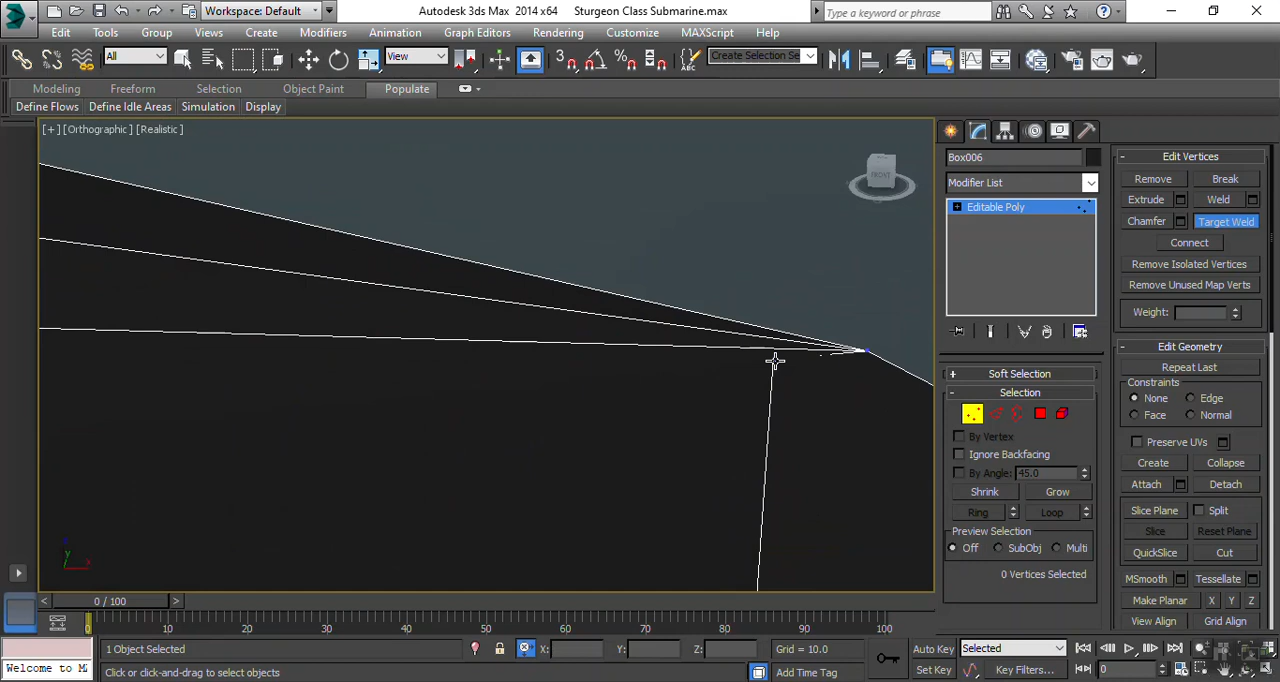 Workspace: Default
Autodesk 3ds Max 2014 x64 Sturgeon Class Submarine.max
Type a keyword or phrase
Edit Tools Group Views Create Modifiers Animation Graph Editors Rendering Customize MAXScript Help
All
View
3
Create Selection Se
Modeling Freeform Selection Object Paint Populate
Define Flows Define Idle Areas Simulation Display
[+] [Orthographic] [Realistic]
FRONT
Box006
Modifier List
Editable Poly
Soft Selection
Selection
By Vertex
Ignore Backfacing
By Angle: 45.0
Shrink Grow
Ring Loop
Preview Selection
Off SubObj Multi
0 Vertices Selected
Edit Vertices
Remove Break
Extrude Weld
Chamfer Target Weld
Connect
Remove Isolated Vertices
Remove Unused Map Verts
Weight:
Edit Geometry
Repeat Last
Constraints
None Edge
Face Normal
Preserve UVs
Create Collapse
Attach Detach
Slice Plane Split
Slice Reset Plane
QuickSlice Cut
MSmooth Tessellate
Make Planar X Y Z
View Align Grid Align
y x
0 / 100
0 10 20 30 40 50 60 70 80 90 100
1 Object Selected X: Y: Z: Grid = 10.0 Auto Key Selected
Welcome to M Click or click-and-drag to select objects Add Time Tag Set Key Key Filters... 0